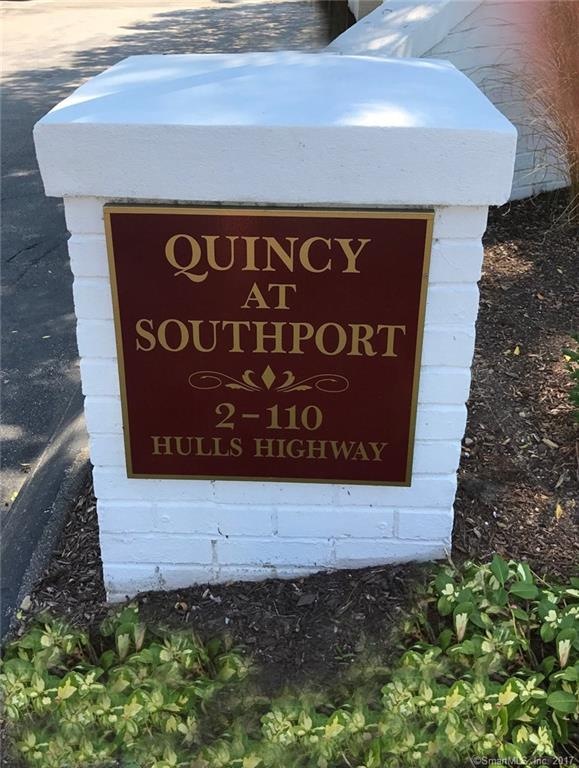 QUINCY
AT
SOUTHPORT
2-110
HULLS HIGHWAY
©SmartMLS, Inc. 2017